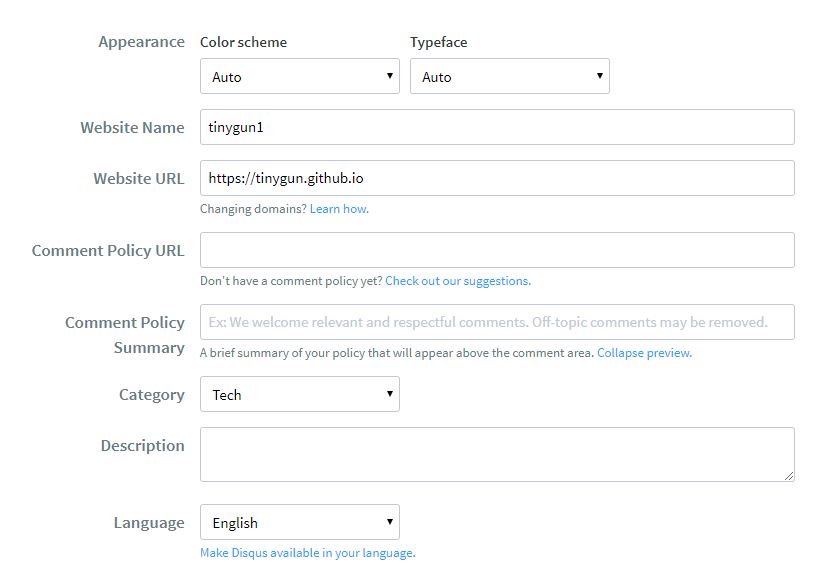 Appearance Color scheme Typeface
Auto Auto
Website Name tinygun1
Website URL https://tinygun.github.io
Changing domains? Learn how.
Comment Policy URL
Don't have a comment policy yet? Check out our suggestions.
Comment Policy Ex: We welcome relevant and respectful comments. Off-topic comments may be removed.
Summary A brief summary of your policy that will appear above the comment area. Collapse preview.
Category Tech
Description
Language English
Make Disqus available in your language.